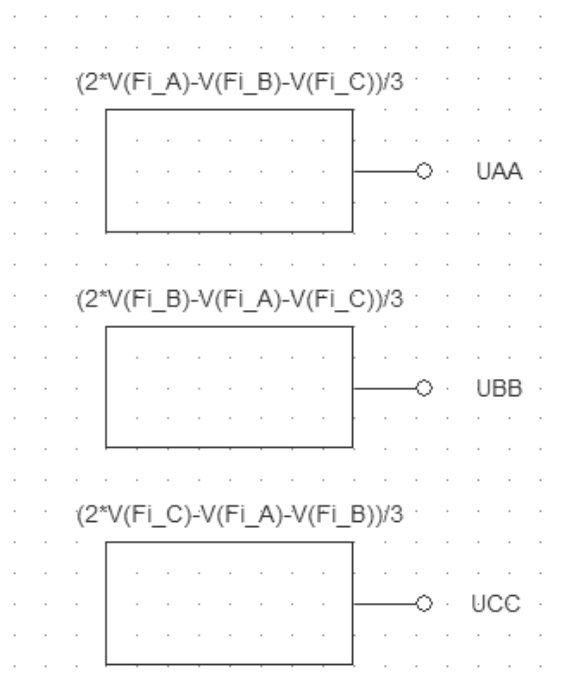 (2*V(Fi_A)-V(Fi_B)-V(Fi_C))/3
UAA
(2*V(Fi_B)-V(Fi_A)-V(Fi_C))/3
UBB
(2*V(Fi_C)-V(Fi_A)-V(Fi_B))/3
UCC